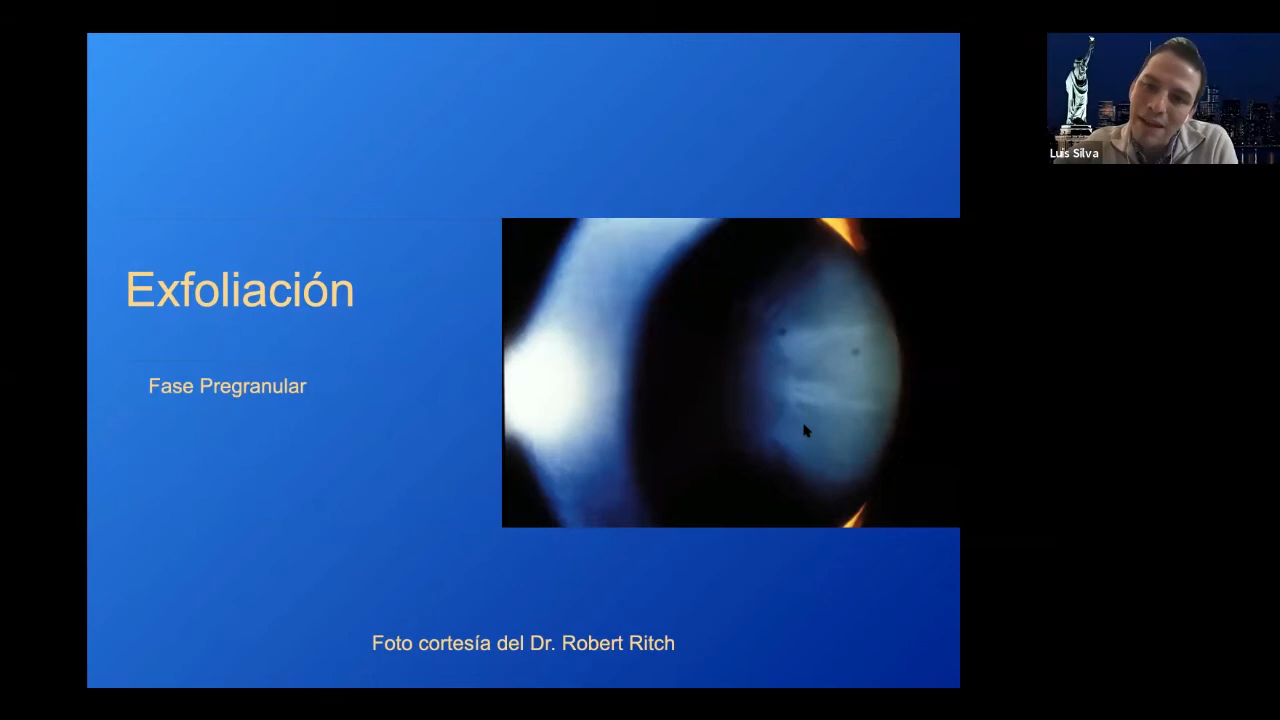 Luis Silva
Exfoliación
Fase Pregranular
Foto cortesía del Dr. Robert Ritch